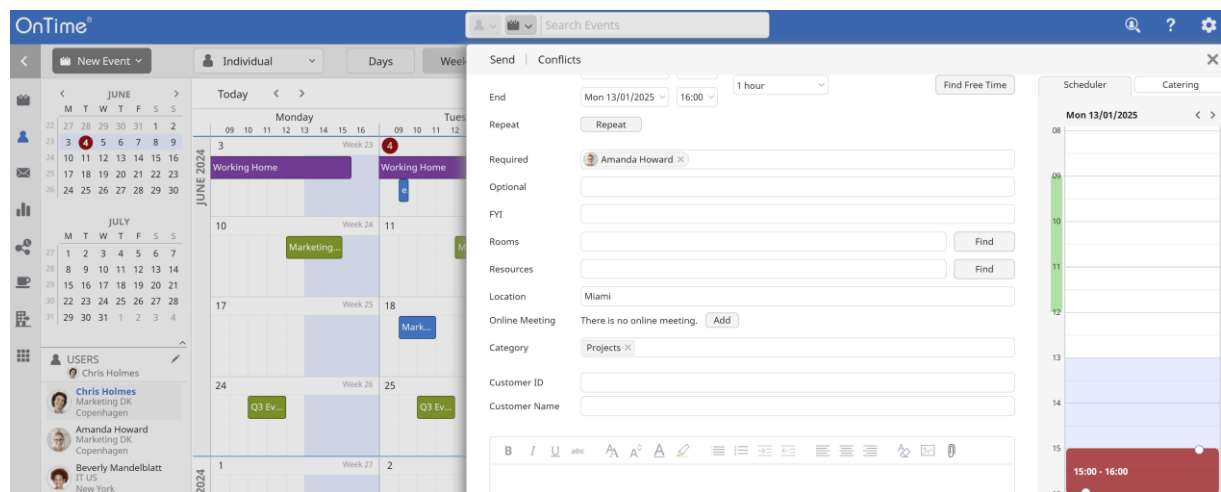 OnTime®
Search Events
New Event
Individual
Days
Week
Send | Conflicts
JUNE
M T W T F S S
22 27 28 29 30 31 1 2
23 3 4 5 6 7 8 9
24 10 11 12 13 14 15 16
25 17 18 19 20 21 22 23
26 24 25 26 27 28 29 30
JULY
M T W T F S S
27 1 2 3 4 5 6 7
28 8 9 10 11 12 13 14
29 15 16 17 18 19 20 21
30 22 23 24 25 26 27 28
31 29 30 31 1 2 3 4
USERS
Chris Holmes
Chris Holmes
Marketing DK
Copenhagen
Amanda Howard
Marketing DK
Copenhagen
Beverly Mandelblatt
IT US
New York
Today
Monday
Tues
09 10 11 12 13 14 15 16 09 10 11 12
JUNE 2024
3 Week 23 4
Working Home Working Home
e
10 Week 24 11
Marketing... M
17 Week 25 18
Mark...
24 Week 26 25
Q3 Ev... Q3 Ev...
1 Week 27 2
2024
1 hour
Find Free Time
End Mon 13/01/2025 16:00
Repeat Repeat
Required Amanda Howard ×
Optional
FYI
Rooms Find
Resources Find
Location Miami
Online Meeting There is no online meeting. Add
Category Projects ×
Customer ID
Customer Name
B I U abc
Scheduler Catering
Mon 13/01/2025
08
09
10
11
12
13
14
15
15:00 - 16:00